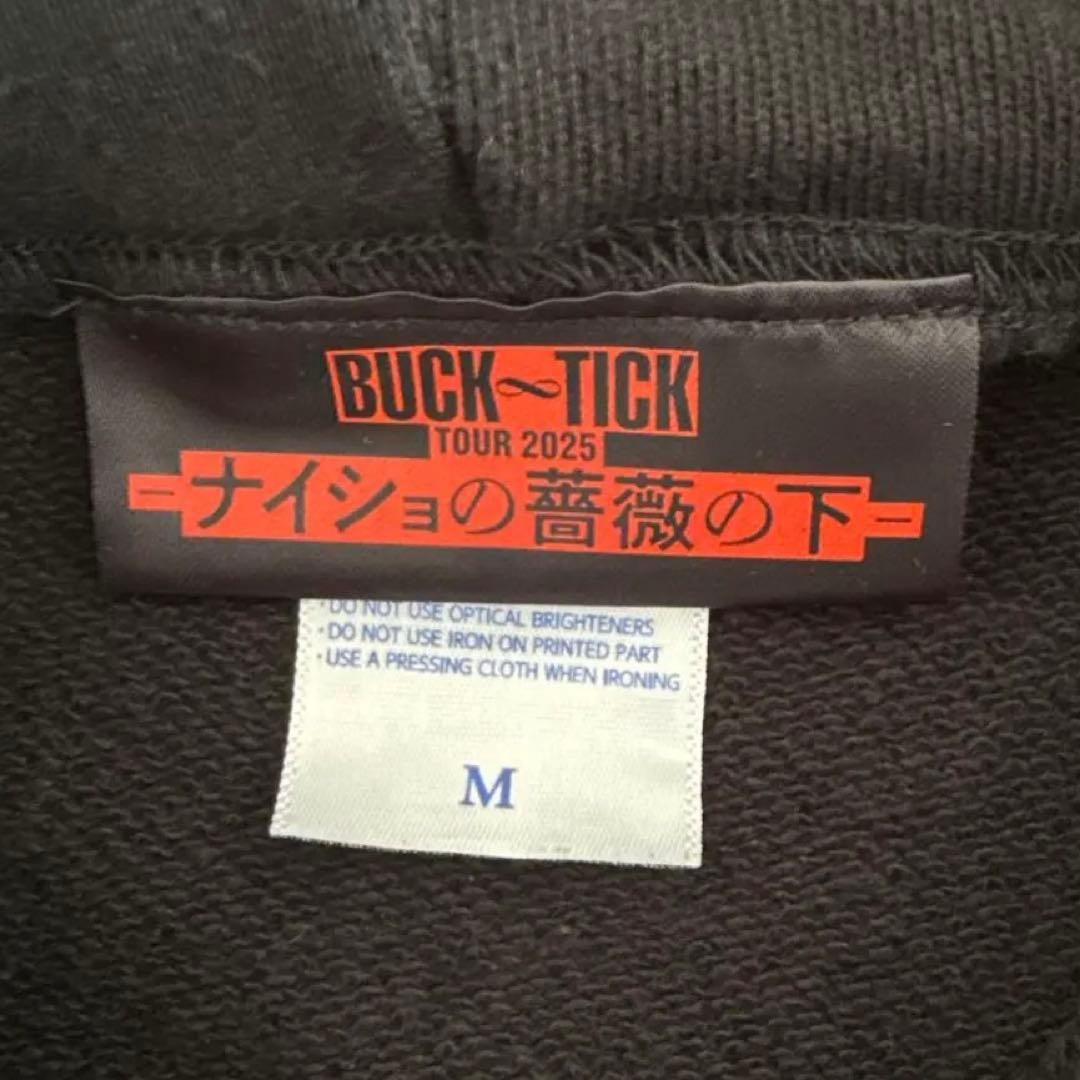 BUCK∞TICK
TOUR 2025
-ナイショの薔薇の下-
・DO NOT USE OPTICAL BRIGHTENERS
・DO NOT USE IRON ON PRINTED PART
・USE A PRESSING CLOTH WHEN IRONING
M